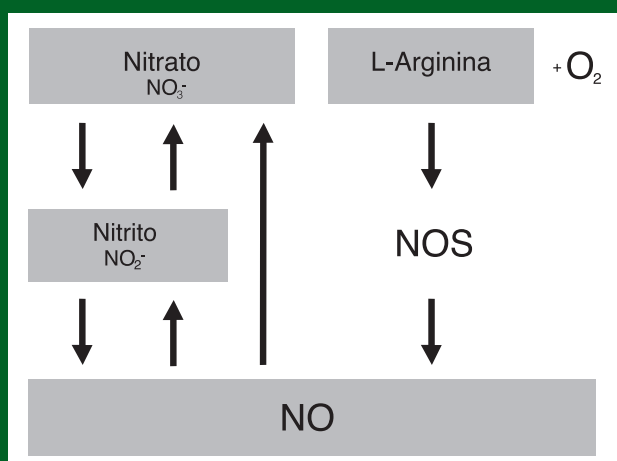 Nitrato
NO₃⁻
L-Arginina
+O₂
Nitrito
NO₂⁻
NOS
NO